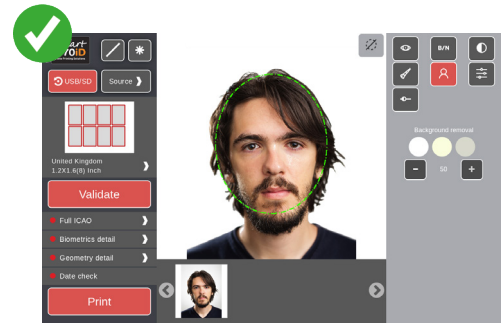 USB/SD
Source
United Kingdom
1.2X1.6(8) Inch
Validate
Full ICAO
Biometrics detail
Geometry detail
Date check
Print
B/N
Background removal
50